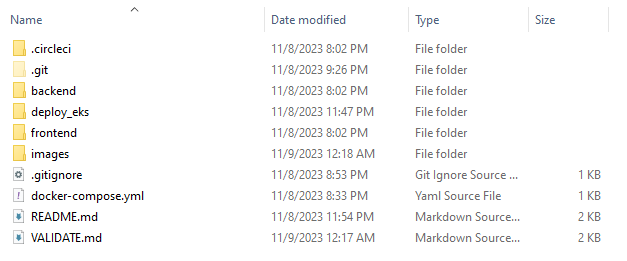 Name Date modified Type Size
.circleci 11/8/2023 8:02 PM File folder
.git 11/8/2023 9:26 PM File folder
backend 11/8/2023 8:02 PM File folder
deploy_eks 11/8/2023 11:47 PM File folder
frontend 11/8/2023 8:02 PM File folder
images 11/9/2023 12:18 AM File folder
.gitignore 11/8/2023 8:53 PM Git Ignore Source ... 1 KB
docker-compose.yml 11/8/2023 8:33 PM Yaml Source File 1 KB
README.md 11/8/2023 11:54 PM Markdown Source... 2 KB
VALIDATE.md 11/9/2023 12:17 AM Markdown Source... 2 KB